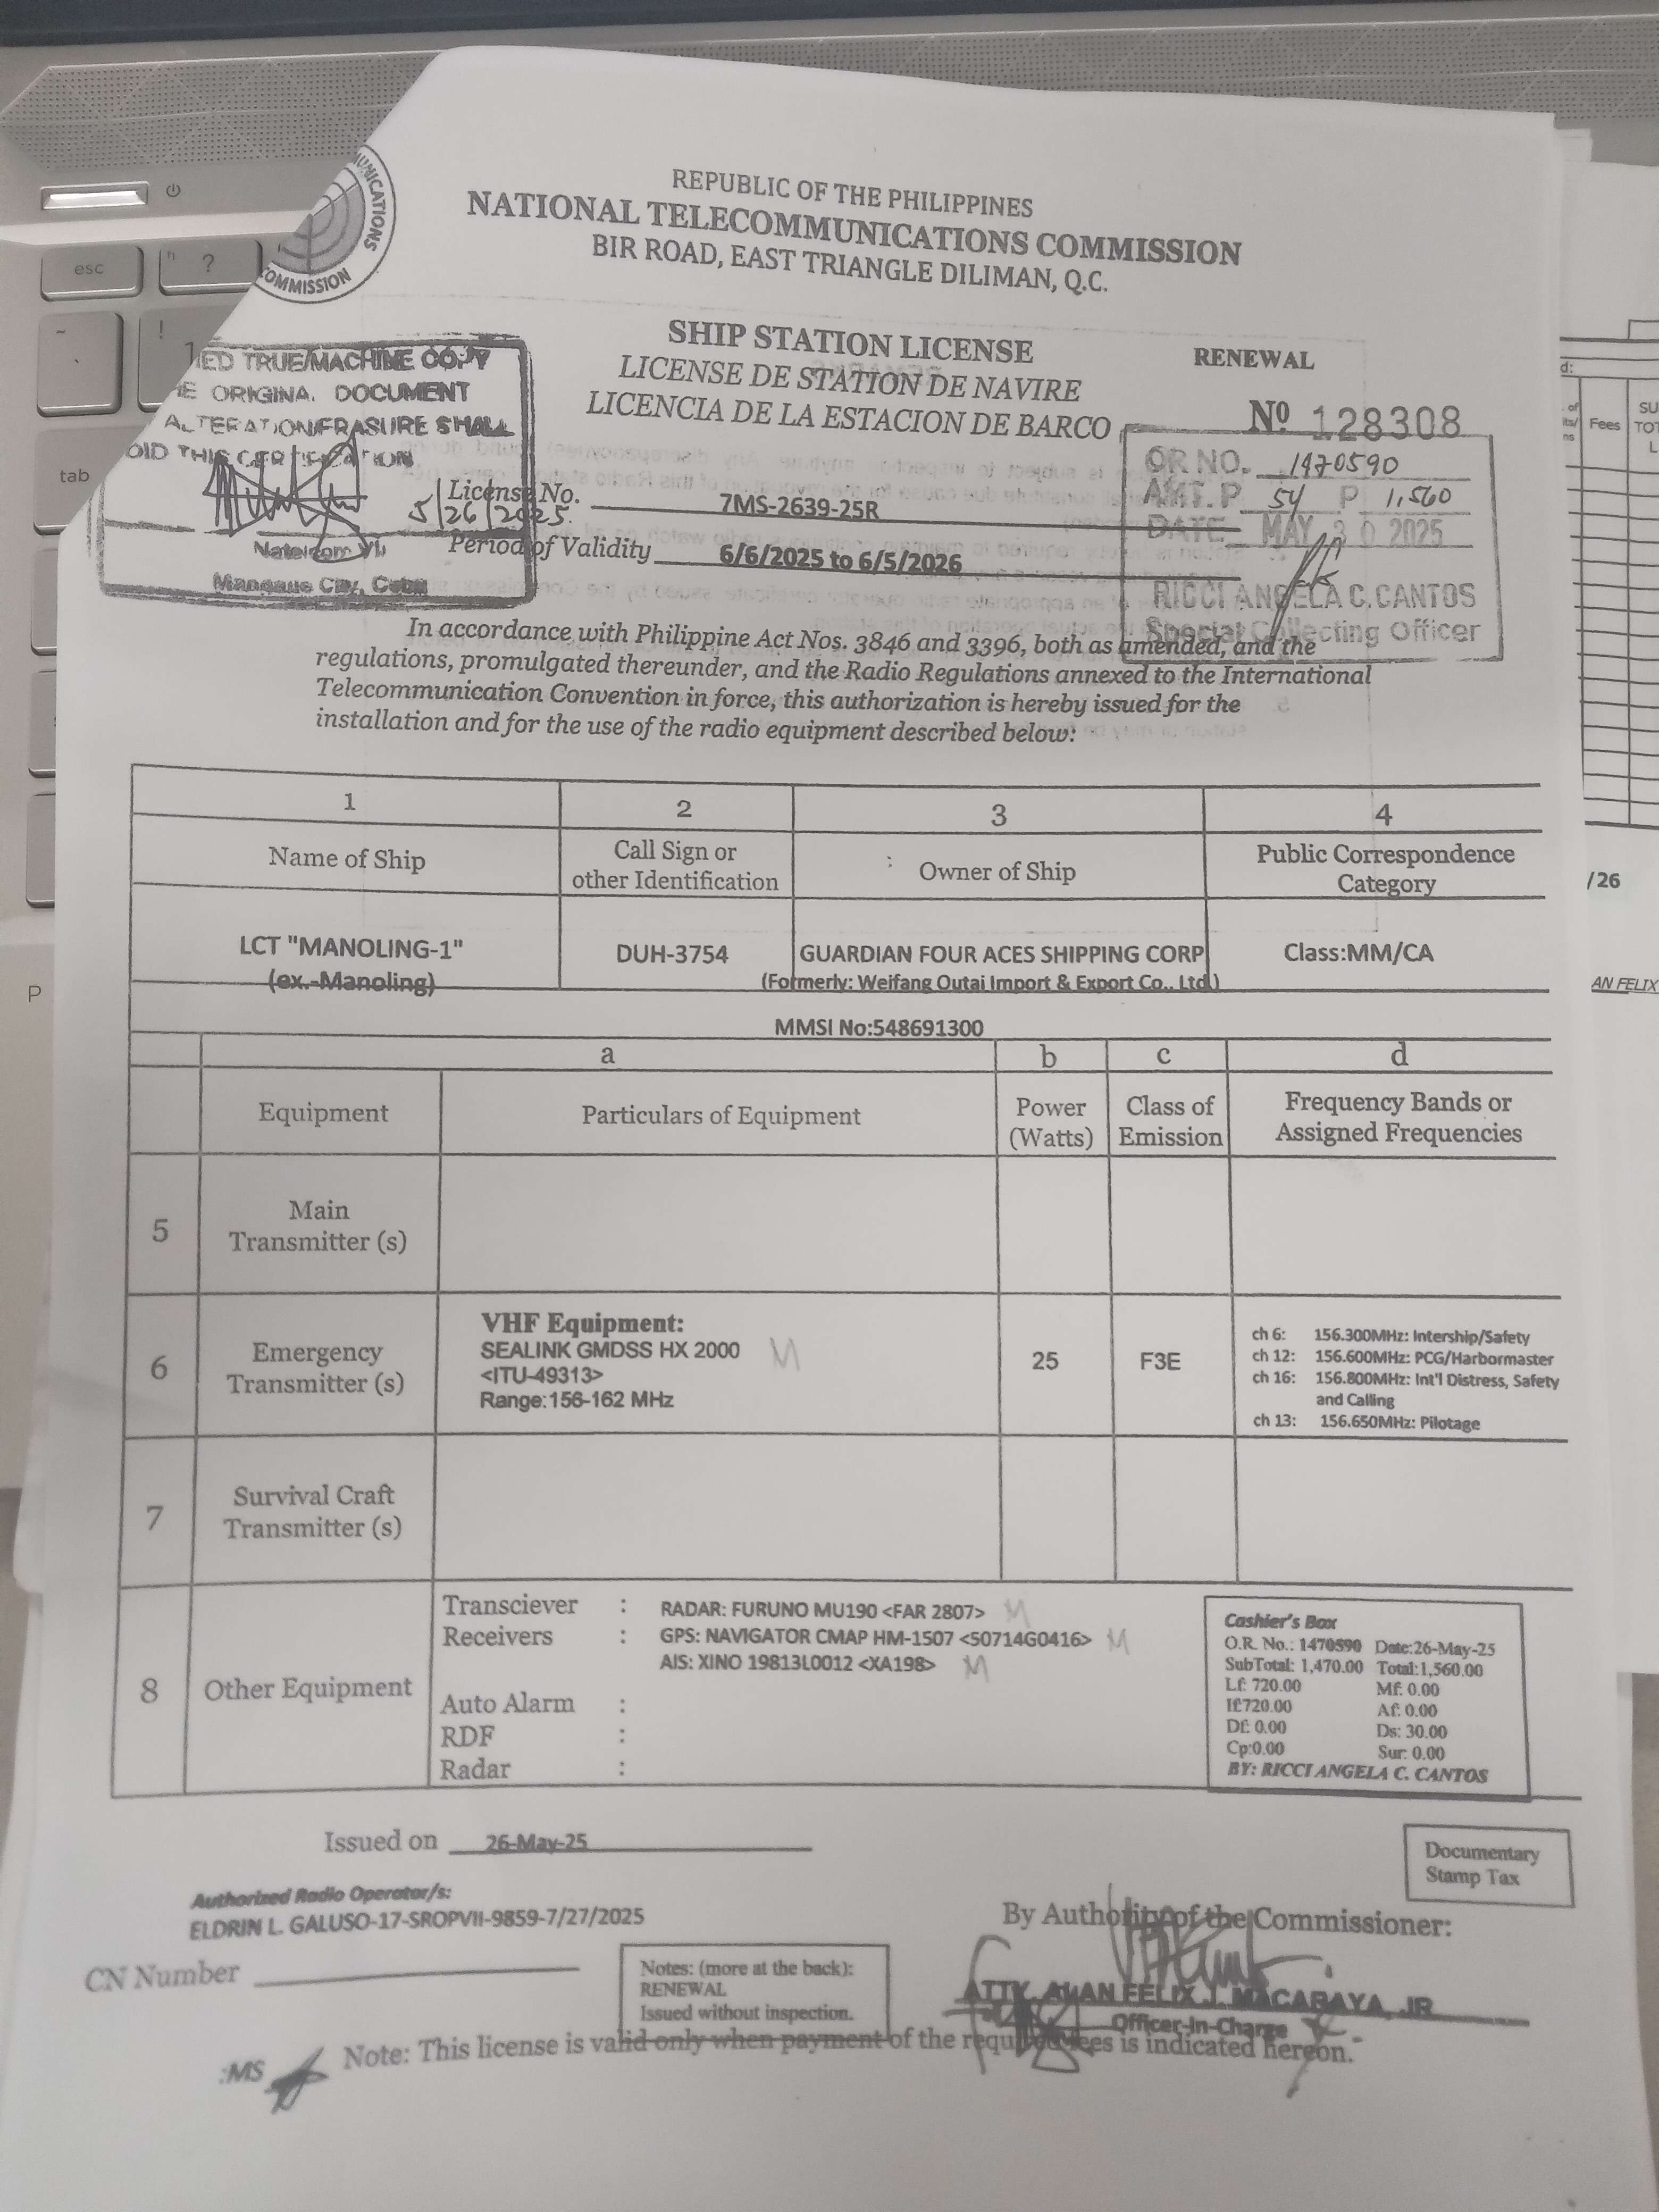 REPUBLIC OF THE PHILIPPINES
NATIONAL TELECOMMUNICATIONS COMMISSION
BIR ROAD, EAST TRIANGLE DILIMAN, Q.C.
COMMISSION
SHIP STATION LICENSE
LICENSE DE STATION DE NAVIRE
LICENCIA DE LA ESTACION DE BARCO
RENEWAL
Nº 128308
OR NO. 1470590
AMT. P 54 P 1,560
DATE MAY 30 2025
RICCI ANGELA C. CANTOS
Special Collecting Officer
IED TRUE/MACHINE COPY
E ORIGINA. DOCUMENT
ALTERATION/ERASURE SHALL
OID THIS CERTIFICATION
5/26/2025.
Mandaue City, Cebu
License No. 7MS-2639-25R
Period of Validity 6/6/2025 to 6/5/2026
In accordance with Philippine Act Nos. 3846 and 3396, both as amended, and the
regulations, promulgated thereunder, and the Radio Regulations annexed to the International
Telecommunication Convention in force, this authorization is hereby issued for the
installation and for the use of the radio equipment described below:
1 2 3 4
Name of Ship
Call Sign or
other Identification
Owner of Ship
Public Correspondence
Category
LCT "MANOLING-1"
(ex.-Manoling)
DUH-3754
GUARDIAN FOUR ACES SHIPPING CORP
(Formerly: Weifang Outai Import & Export Co., Ltd.)
Class:MM/CA
MMSI No:548691300
a b c d
Equipment
Particulars of Equipment
Power
(Watts)
Class of
Emission
Frequency Bands or
Assigned Frequencies
5
Main
Transmitter (s)
6
Emergency
Transmitter (s)
VHF Equipment:
SEALINK GMDSS HX 2000 M
<ITU-49313>
Range:156-162 MHz
25
F3E
ch 6: 156.300MHz: Intership/Safety
ch 12: 156.600MHz: PCG/Harbormaster
ch 16: 156.800MHz: Int'l Distress, Safety
and Calling
ch 13: 156.650MHz: Pilotage
7
Survival Craft
Transmitter (s)
8
Other Equipment
Transciever : RADAR: FURUNO MU190 <FAR 2807> M
Receivers : GPS: NAVIGATOR CMAP HM-1507 <50714G0416> M
AIS: XINO 19813L0012 <XA198> M
Auto Alarm :
RDF :
Radar :
Cashier's Box
O.R. No.: 1470590 Date:26-May-25
SubTotal: 1,470.00 Total:1,560.00
Lf: 720.00 Mf: 0.00
If:720.00 Af: 0.00
Df: 0.00 Ds: 30.00
Cp:0.00 Sur: 0.00
BY: RICCI ANGELA C. CANTOS
Issued on 26-May-25
Documentary
Stamp Tax
Authorized Radio Operator/s:
ELDRIN L. GALUSO-17-SROPVII-9859-7/27/2025
CN Number
Notes: (more at the back):
RENEWAL
Issued without inspection.
By Authority of the Commissioner:
ATTY. ALAN FELIX J. MACARAYA, JR
Officer-In-Charge
Note: This license is valid only when payment of the required fees is indicated hereon.
:MS
esc
?
!
tab
P
Fees
/26
AN FELIX